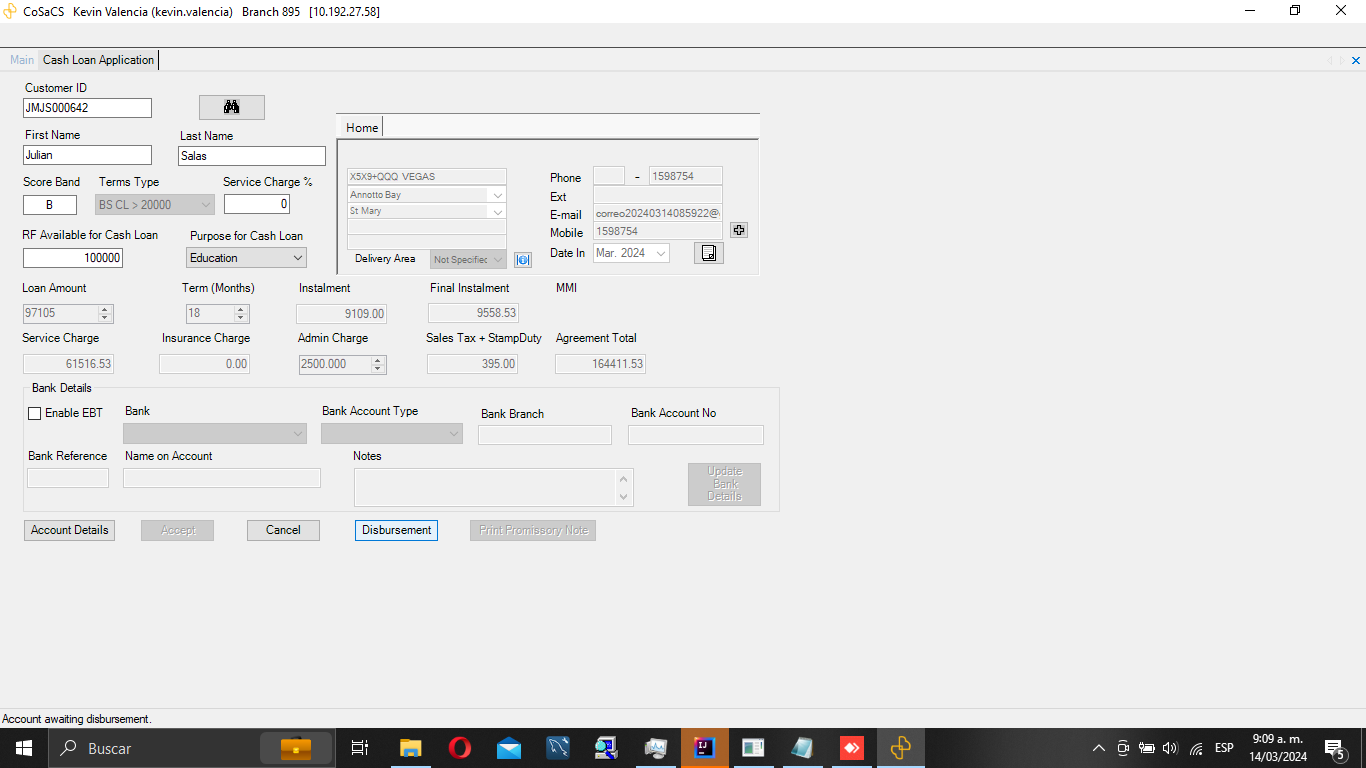 CoSaCS Kevin Valencia (kevin.valencia) Branch 895 [10.192.27.58]
Main Cash Loan Application
Customer ID
JMJS000642
First Name Last Name
Julian Salas
Score Band Terms Type Service Charge %
B BS CL > 20000 0
RF Available for Cash Loan Purpose for Cash Loan
100000 Education
Home
X5X9+QQQ VEGAS
Annotto Bay
St Mary
Delivery Area Not Specified
Phone - 1598754
Ext
E-mail correo20240314085922@
Mobile 1598754
Date In Mar. 2024
Loan Amount Term (Months) Instalment Final Instalment MMI
97105 18 9109.00 9558.53
Service Charge Insurance Charge Admin Charge Sales Tax + StampDuty Agreement Total
61516.53 0.00 2500.000 395.00 164411.53
Bank Details
Enable EBT Bank Bank Account Type Bank Branch Bank Account No
Bank Reference Name on Account Notes
Update
Bank
Details
Account Details Accept Cancel Disbursement Print Promissory Note
Account awaiting disbursement.
Buscar
IJ
ESP
9:09 a. m.
14/03/2024
5